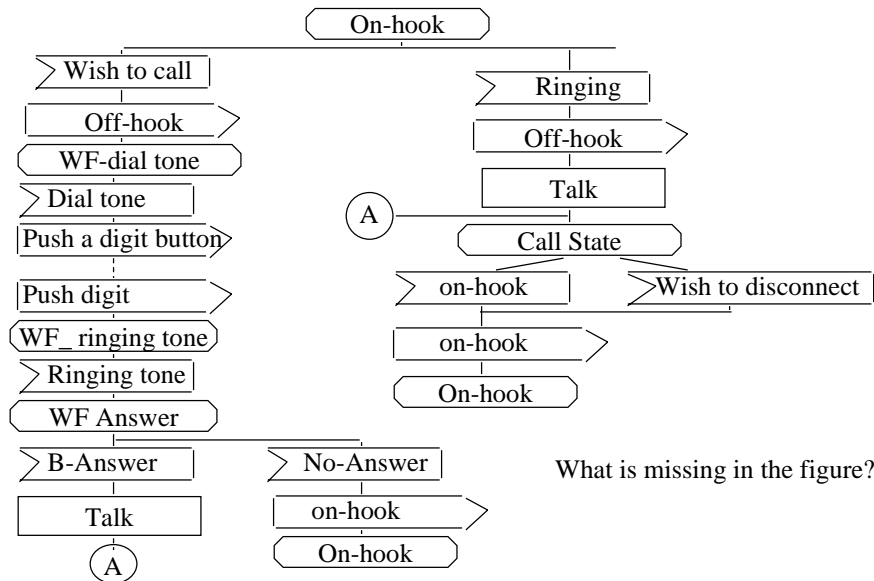 On-hook
Wish to call
Off-hook
WF-dial tone
Dial tone
Push a digit button
Push digit
WF_ ringing tone
Ringing tone
WF Answer
B-Answer
Talk
A
No-Answer
on-hook
On-hook
Ringing
Off-hook
Talk
A
Call State
on-hook
Wish to disconnect
on-hook
On-hook
What is missing in the figure?